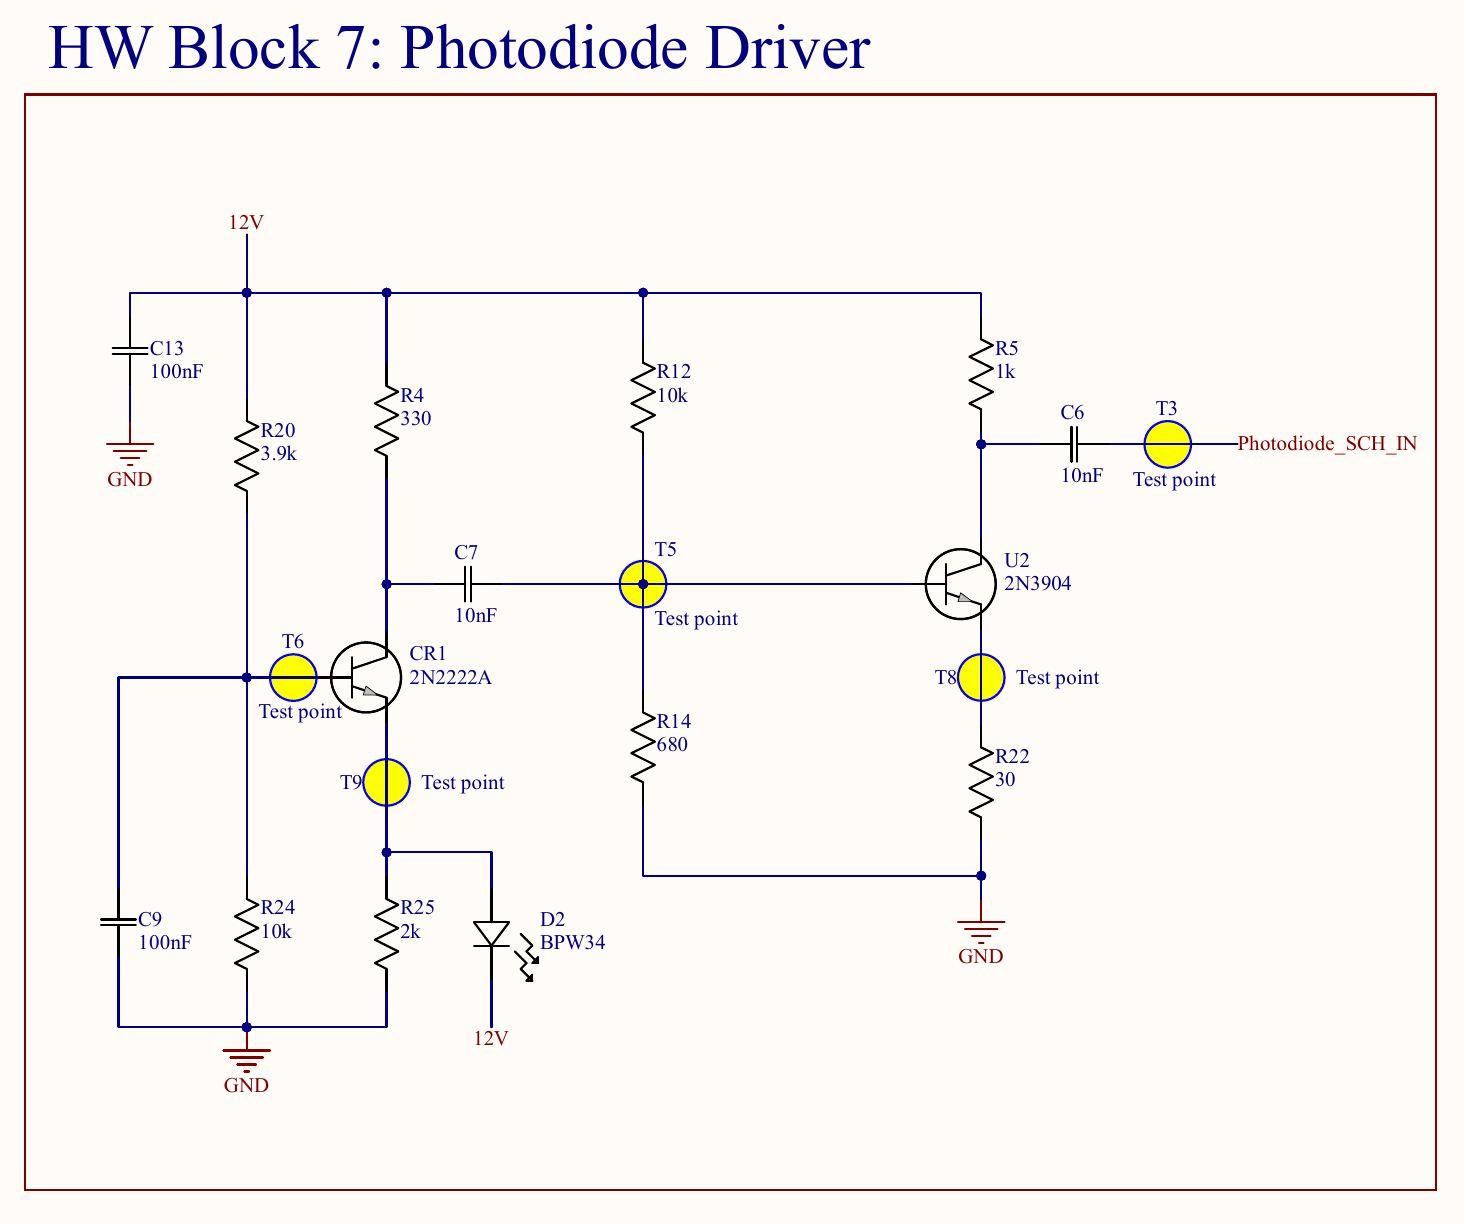 HW Block 7: Photodiode Driver
12V
C13
100nF
GND
R20
3.9k
R4
330
R12
10k
R5
1k
C6
10nF
T3
Test point
Photodiode_SCH_IN
C7
10nF
T5
Test point
U2
2N3904
T6
Test point
CR1
2N2222A
T8
Test point
T9
Test point
R14
680
R22
30
C9
100nF
R24
10k
R25
2k
D2
BPW34
12V
GND
GND